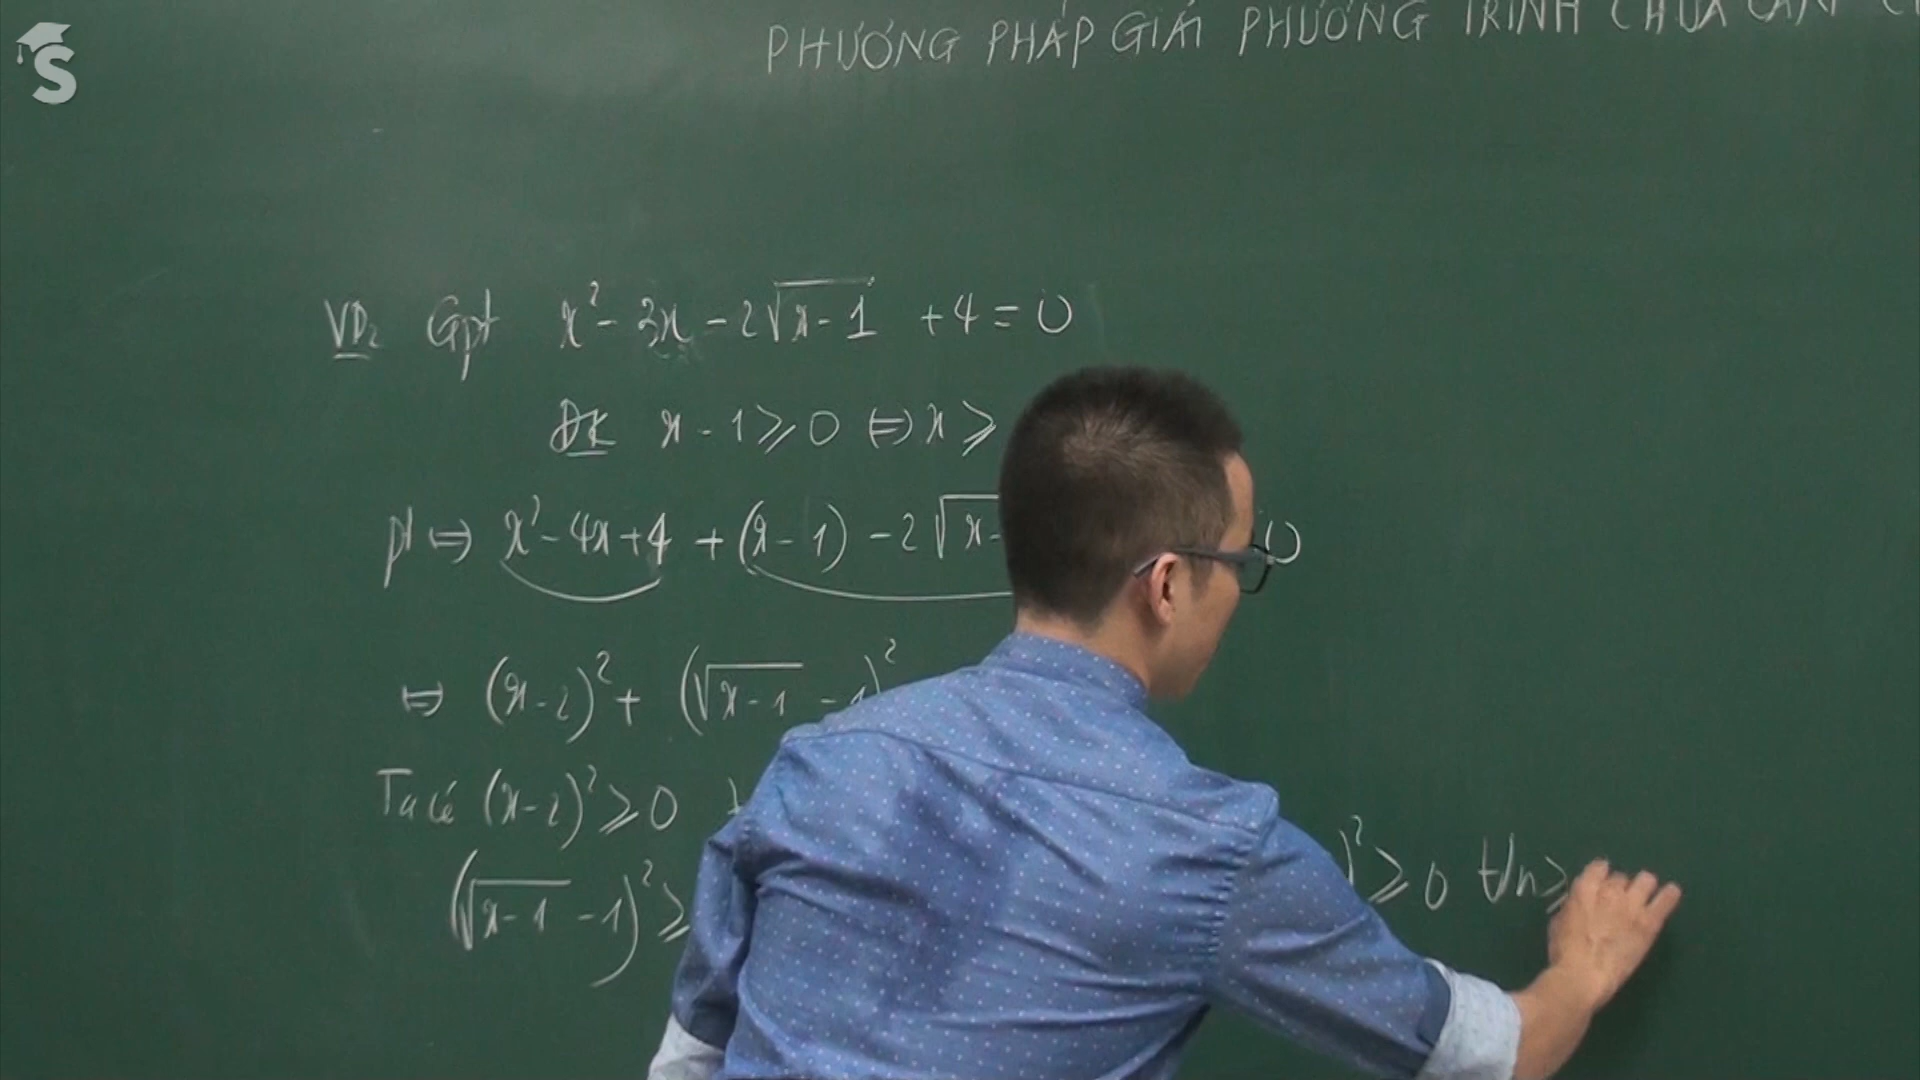 PHƯƠNG PHÁP GIẢI PHƯƠNG TRÌNH CHỨA CĂN
VD₂ Gpt x² - 3x - 2√(x-1) + 4 = 0
ĐK x - 1 ≥ 0 ⇔ x ≥
pt ⇔ x² - 4x + 4 + (x - 1) - 2√(x- 0
⇔ (x-2)² + (√(x-1) - 1)²
Ta có (x-2)² ≥ 0 )² ≥ 0 ∀x ≥
(√(x-1) - 1)² ≥
S